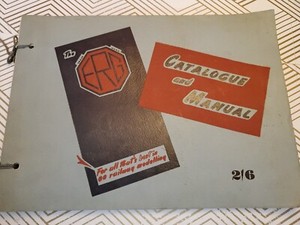 The
ERG
For all that's best in
00 railway modelling
CATALOGUE
and
MANUAL
2/6